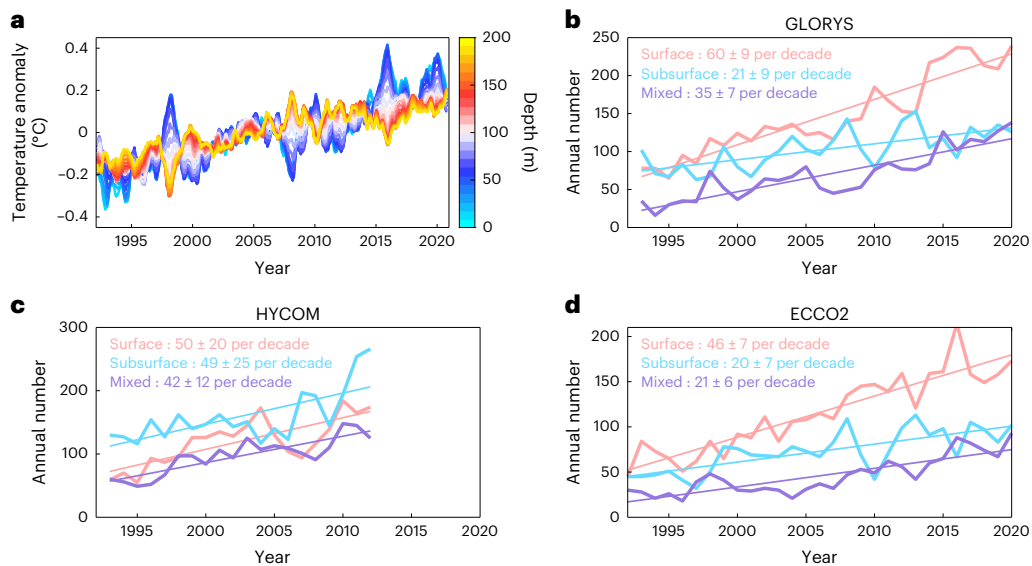 a
Temperature anomaly
(°C)
0.4
0.2
0
–0.2
–0.4
1995 2000 2005 2010 2015 2020
Year
200
150
100
50
0
Depth (m)
b
GLORYS
Surface : 60 ± 9 per decade
Subsurface : 21 ± 9 per decade
Mixed : 35 ± 7 per decade
Annual number
250
200
150
100
50
0
1995 2000 2005 2010 2015 2020
Year
c
HYCOM
Surface : 50 ± 20 per decade
Subsurface : 49 ± 25 per decade
Mixed : 42 ± 12 per decade
Annual number
300
200
100
0
1995 2000 2005 2010 2015 2020
Year
d
ECCO2
Surface : 46 ± 7 per decade
Subsurface : 20 ± 7 per decade
Mixed : 21 ± 6 per decade
Annual number
200
150
100
50
0
1995 2000 2005 2010 2015 2020
Year